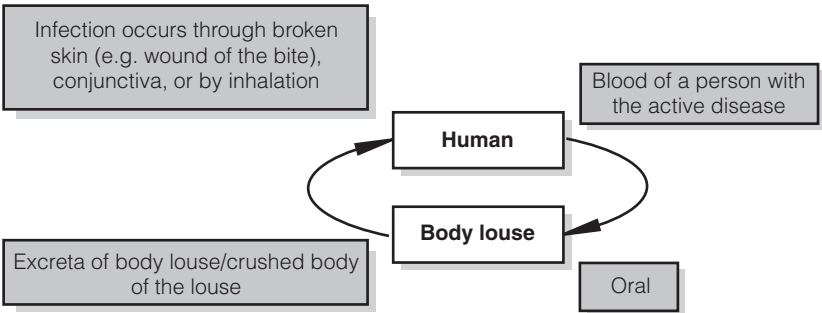 Infection occurs through broken
skin (e.g. wound of the bite),
conjunctiva, or by inhalation
Blood of a person with
the active disease
Human
Body louse
Excreta of body louse/crushed body
of the louse
Oral